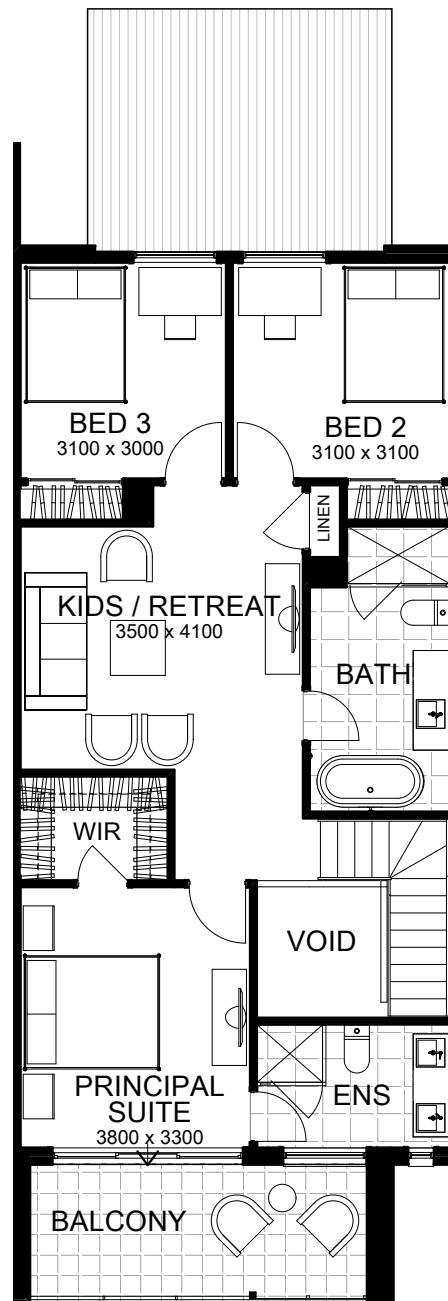 BED 3
3100 x 3000
BED 2
3100 x 3100
LINEN
KIDS / RETREAT
3500 x 4100
BATH
WIR
VOID
PRINCIPAL
SUITE
3800 x 3300
ENS
BALCONY